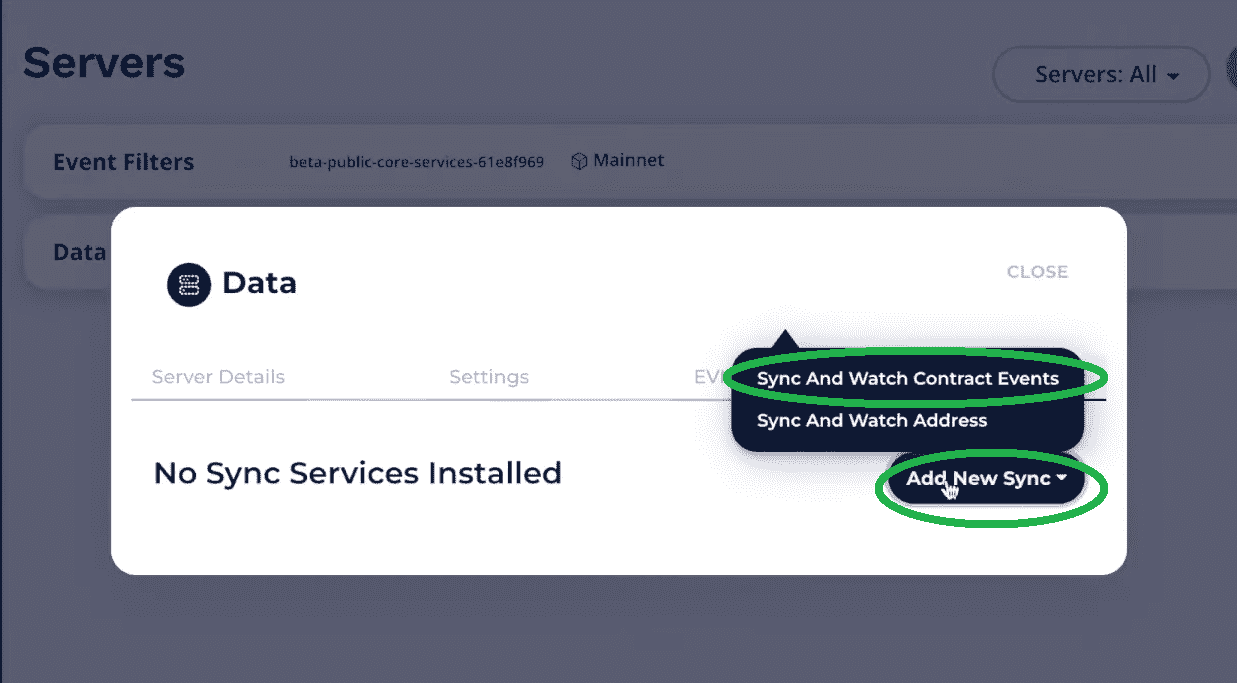 Servers
Servers: All
Event Filters
beta-public-core-services-61e8f969
Mainnet
Data
Data
CLOSE
Server Details
Settings
EV
Sync And Watch Contract Events
Sync And Watch Address
No Sync Services Installed
Add New Sync